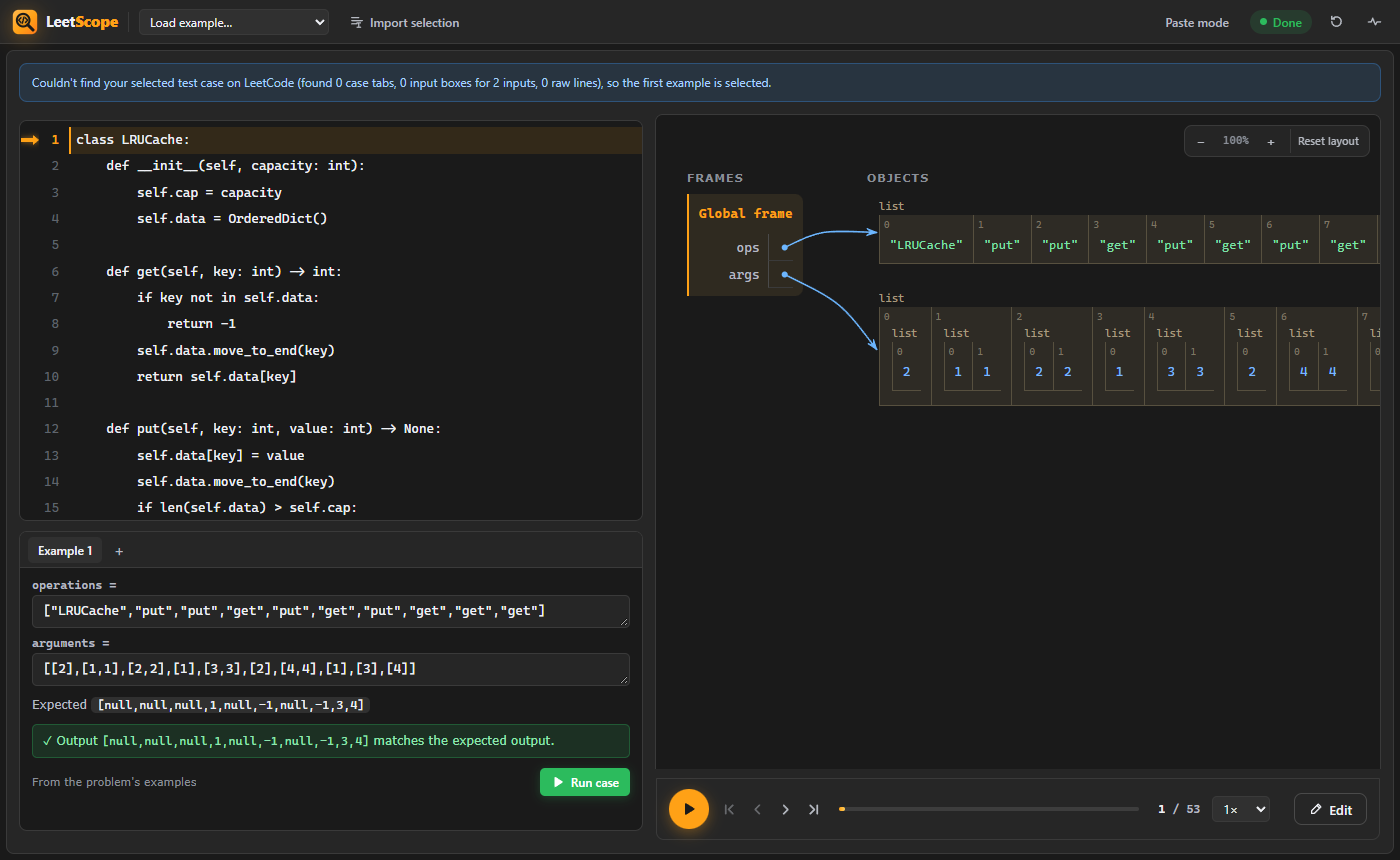 LeetScope Load example... Import selection Paste mode Done
Couldn't find your selected test case on LeetCode (found 0 case tabs, 0 input boxes for 2 inputs, 0 raw lines), so the first example is selected.
1 class LRUCache:
2 def __init__(self, capacity: int):
3 self.cap = capacity
4 self.data = OrderedDict()
5
6 def get(self, key: int) -> int:
7 if key not in self.data:
8 return -1
9 self.data.move_to_end(key)
10 return self.data[key]
11
12 def put(self, key: int, value: int) -> None:
13 self.data[key] = value
14 self.data.move_to_end(key)
15 if len(self.data) > self.cap:
Example 1 +
operations =
["LRUCache","put","put","get","put","get","put","get","get","get"]
arguments =
[[2],[1,1],[2,2],[1],[3,3],[2],[4,4],[1],[3],[4]]
Expected [null,null,null,1,null,-1,null,-1,3,4]
✓ Output [null,null,null,1,null,-1,null,-1,3,4] matches the expected output.
From the problem's examples Run case
− 100% + Reset layout
FRAMES OBJECTS
Global frame
ops
args
list
0 1 2 3 4 5 6 7
"LRUCache" "put" "put" "get" "put" "get" "put" "get"
list
0 1 2 3 4 5 6 7
list list list list list list list
0 0 1 0 1 0 0 1 0 0 1 0
2 1 1 2 2 1 3 3 2 4 4
1 / 53 1× Edit